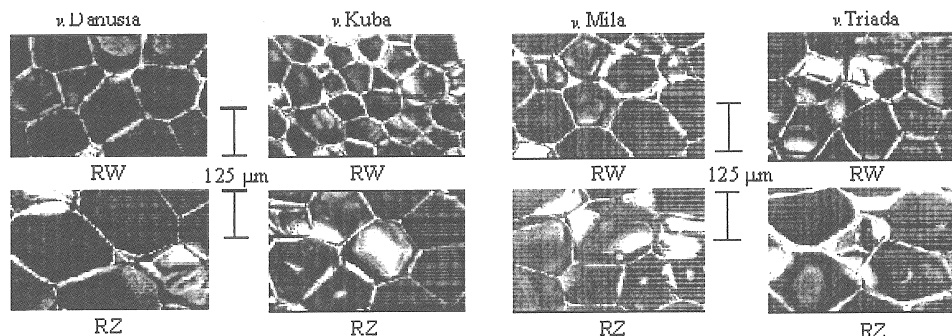 v. Danusia v. Kuba v. Mila v. Triada
RW 125 μm RW RW 125 μm RW
RZ RZ RZ RZ